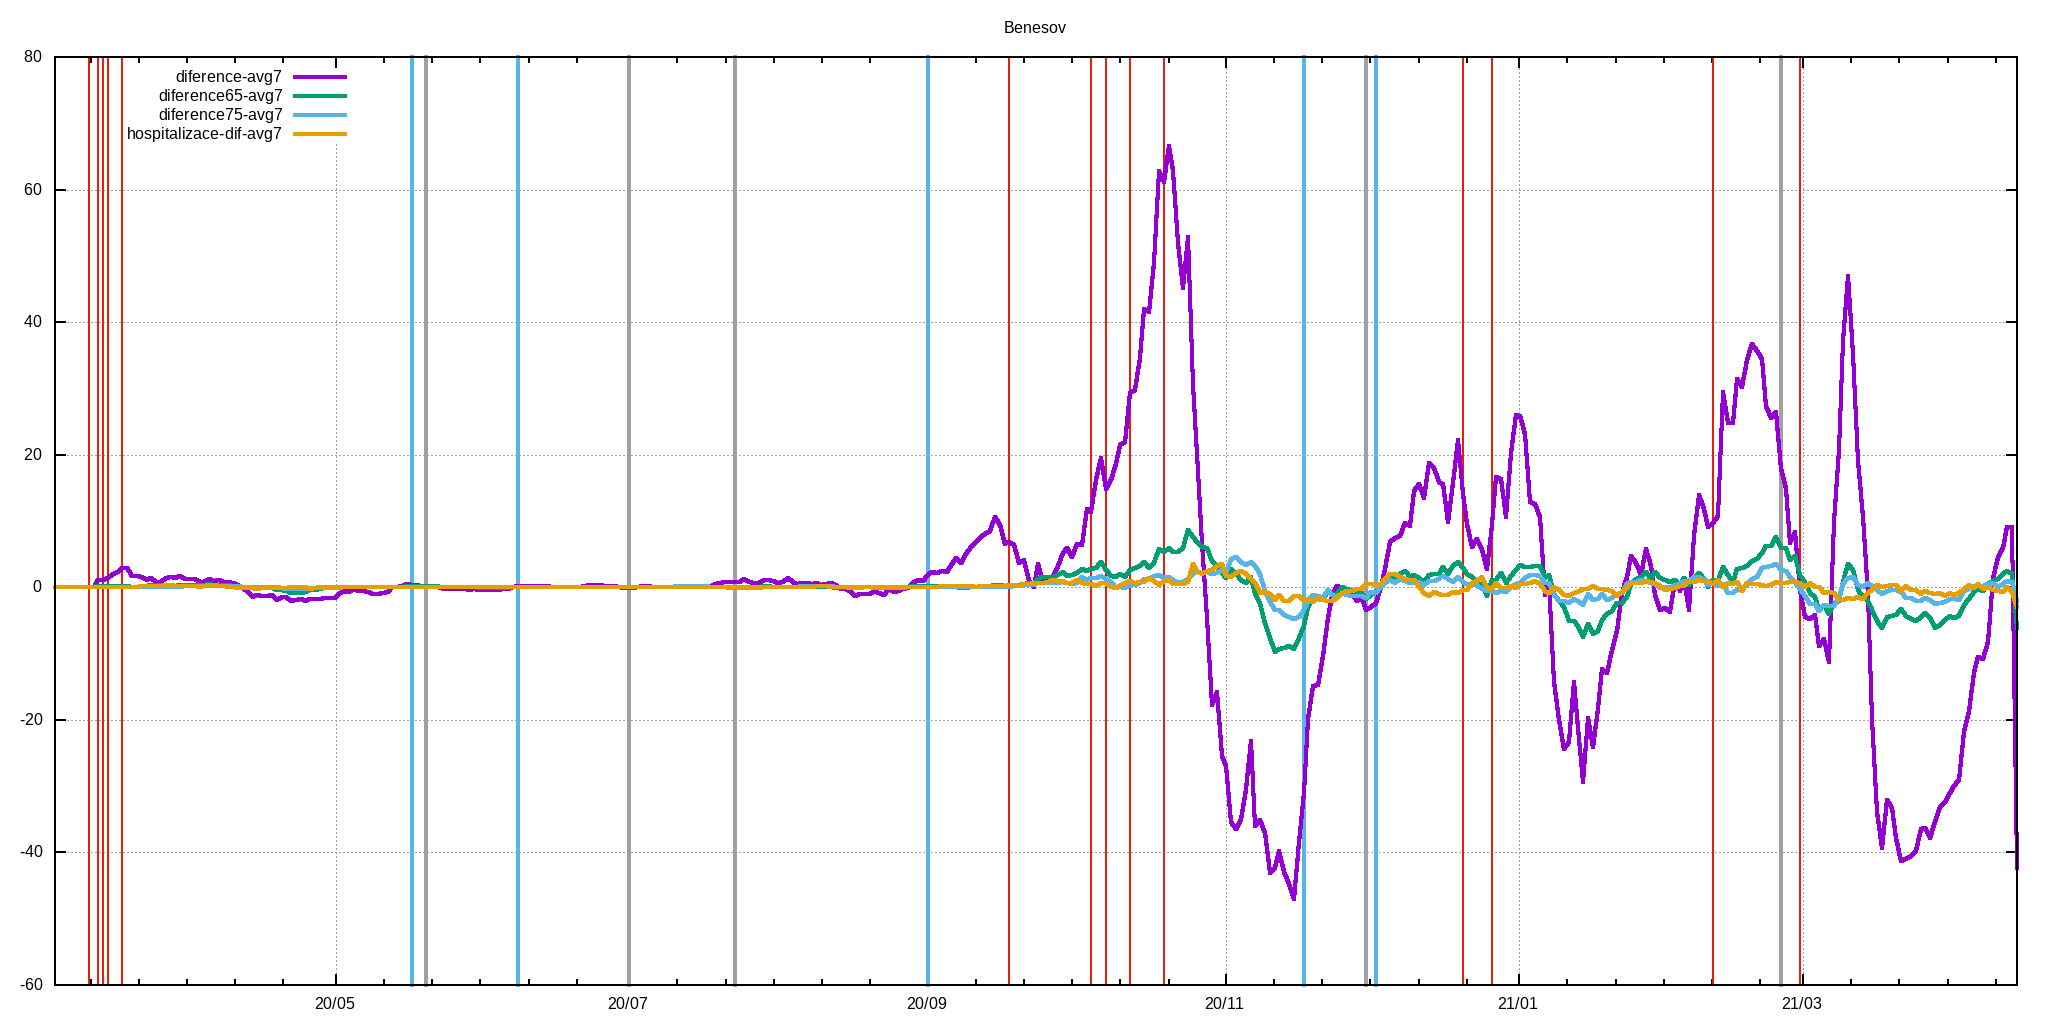 Benesov
80
diference-avg7
diference65-avg7
diference75-avg7
hospitalizace-dif-avg7
60
40
20
0
-20
-40
-60
20/05 20/07 20/09 20/11 21/01 21/03